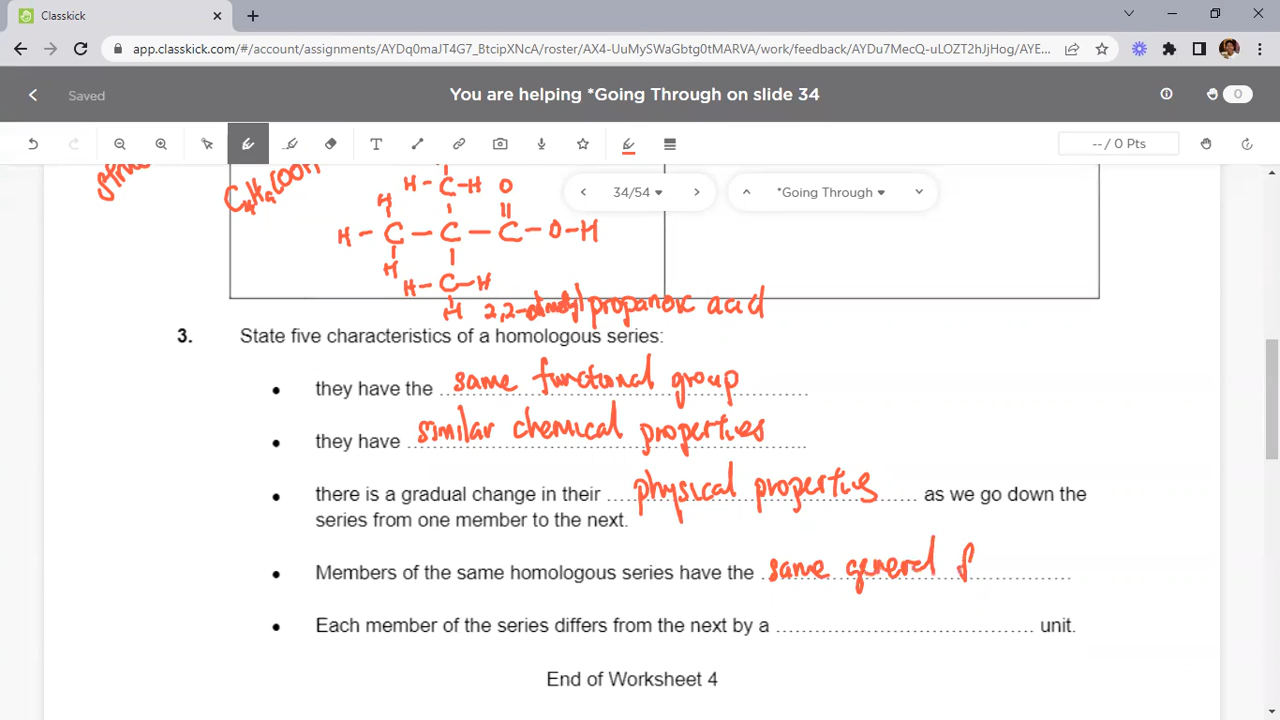 Classkick
app.classkick.com/#/account/assignments/AYDq0maJT4G7_BtcipXNcA/roster/AX4-UuMySWaGbtg0tMARVA/work/feedback/AYDu7MecQ-uLOZT2hJjHog/AYE...
Saved
You are helping *Going Through on slide 34
0
T
-- / 0 Pts
34/54
*Going Through
C4H9COOH
H - C - H O
H
H - C - C - C - O - H
H
H - C - H
H 2,2-dimethylpropanoic acid
3. State five characteristics of a homologous series:
• they have the same functional group
• they have similar chemical properties
• there is a gradual change in their physical properties as we go down the
series from one member to the next.
• Members of the same homologous series have the same general f
• Each member of the series differs from the next by a ........ unit.
End of Worksheet 4